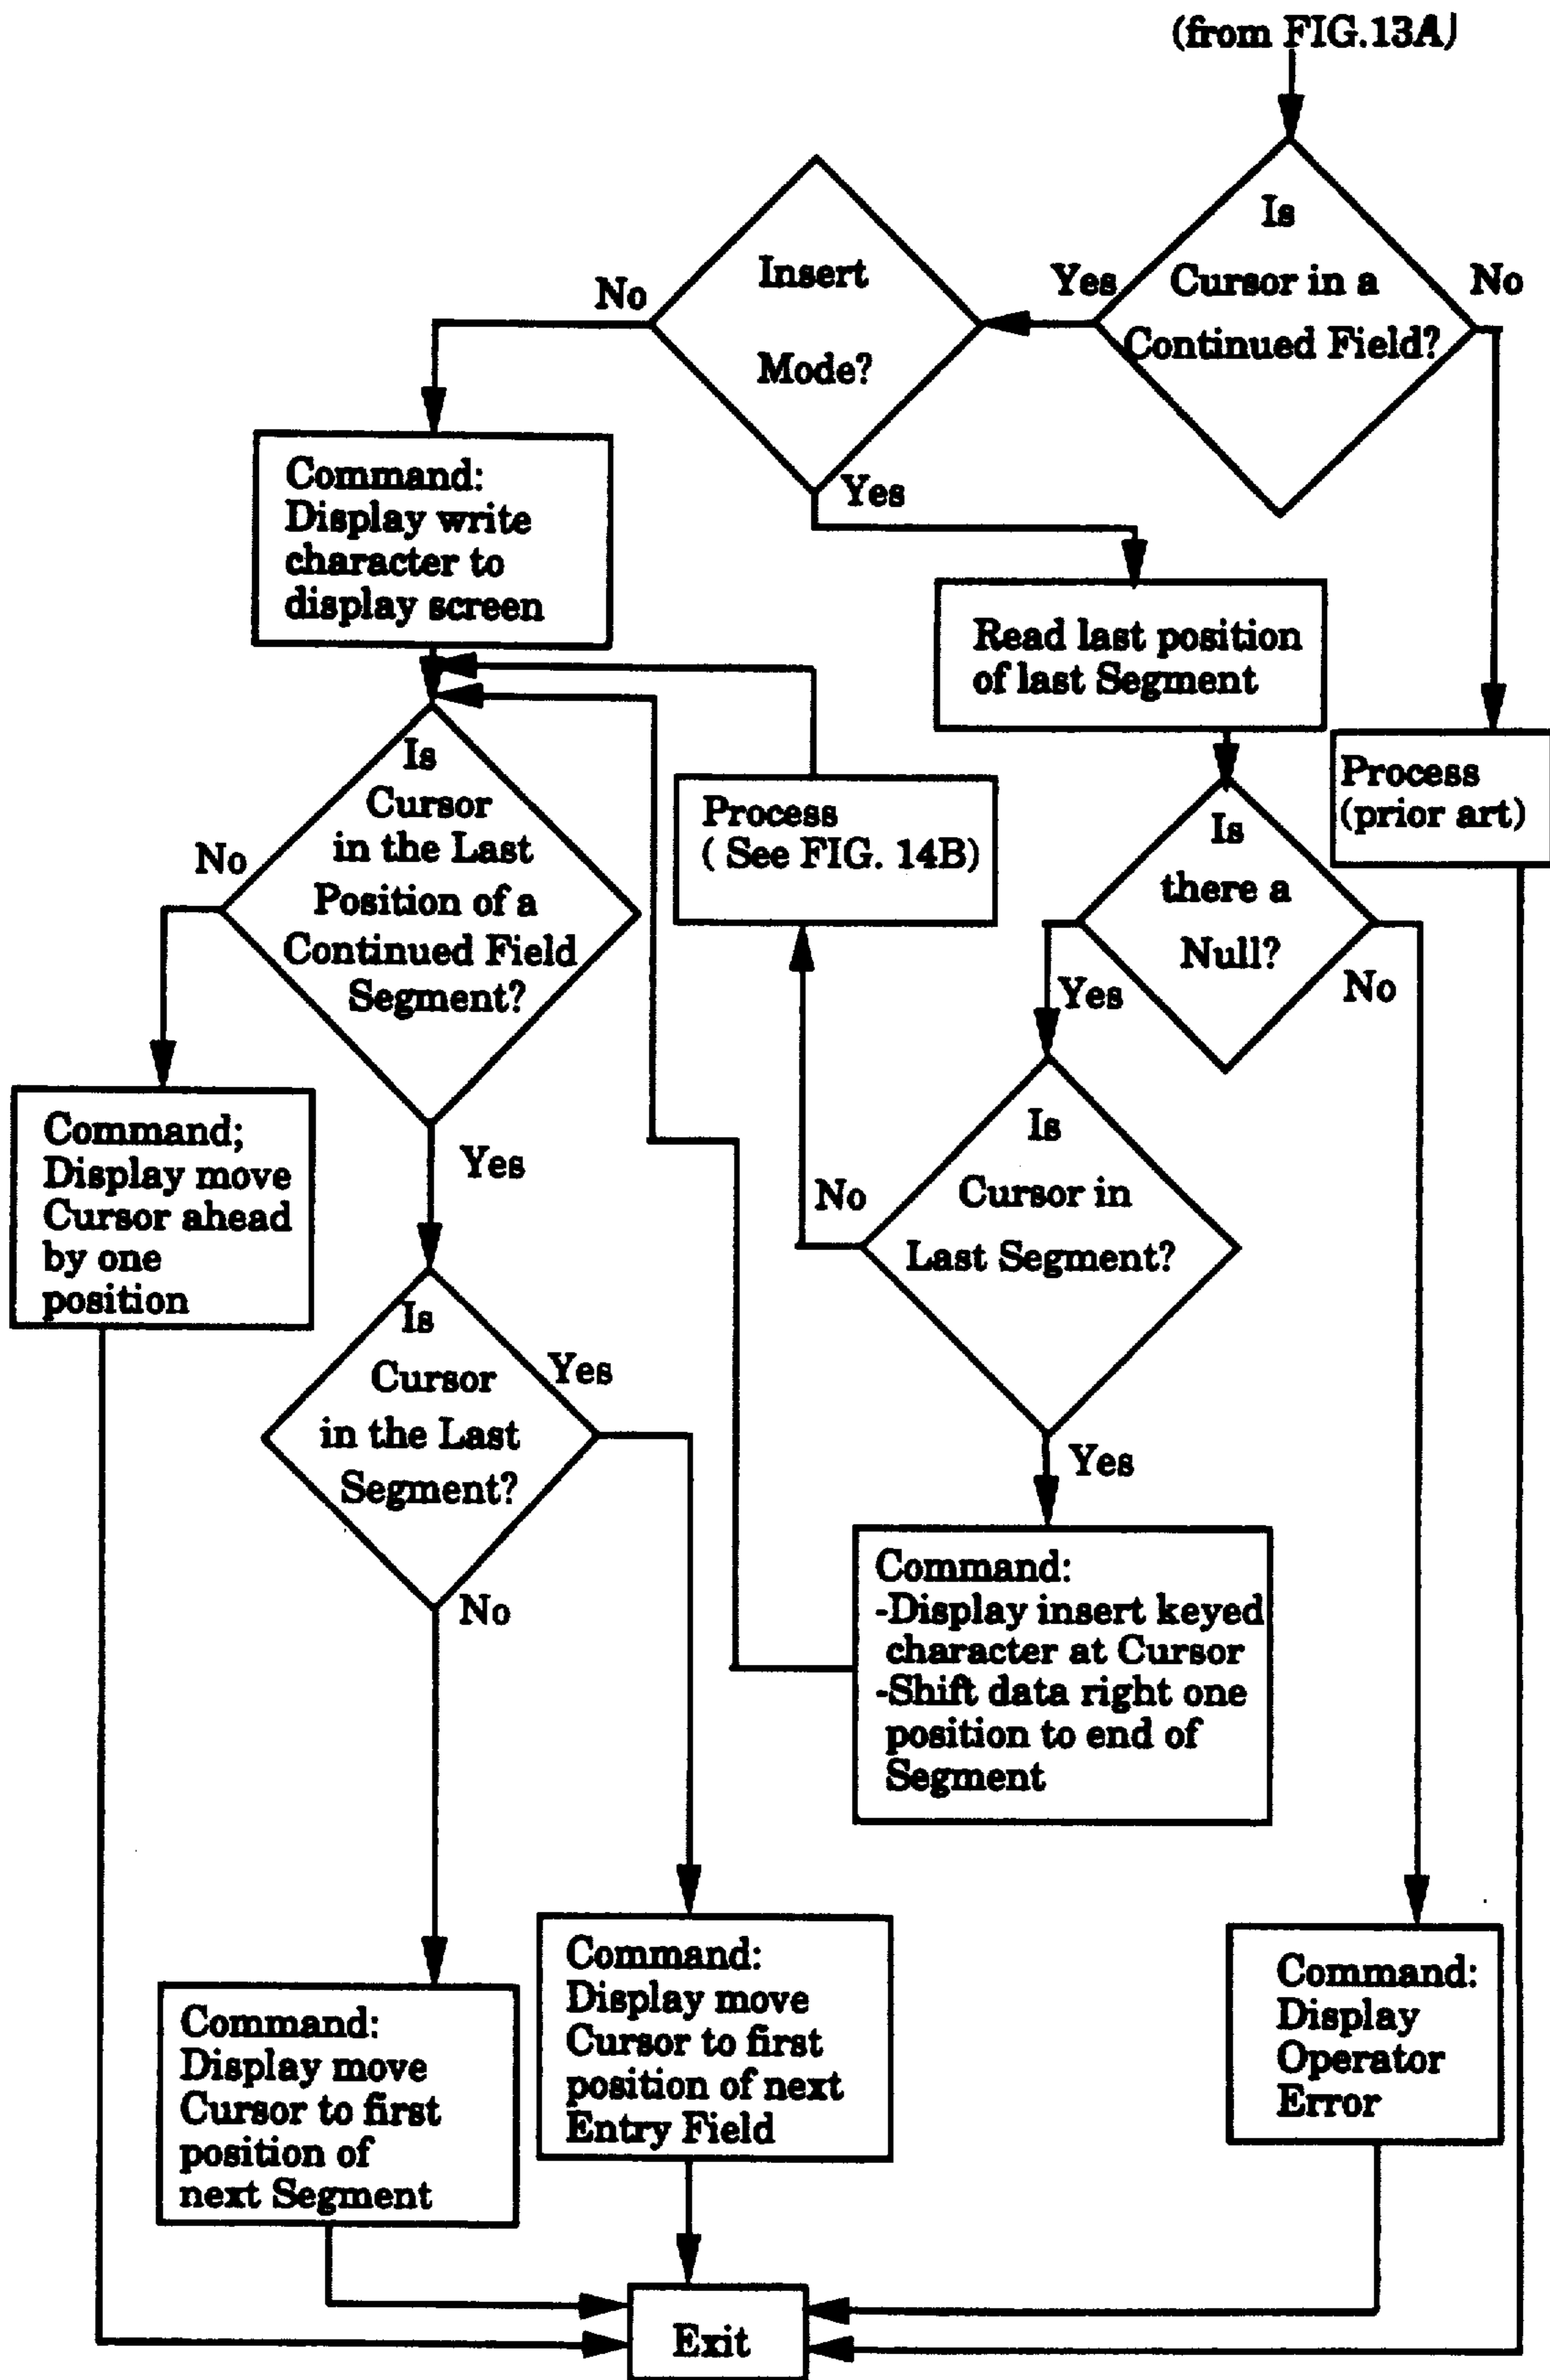 (from FIG.13A)
Is
Cursor in a
Continued Field?
Yes
No
Insert
Mode?
No
Yes
Command:
Display write
character to
display screen
Read last position
of last Segment
Process
(prior art)
Is
there a
Null?
Yes
No
Process
( See FIG. 14B)
Is
Cursor
in the Last
Position of a
Continued Field
Segment?
No
Yes
Is
Cursor in
Last Segment?
No
Yes
Command;
Display move
Cursor ahead
by one
position
Is
Cursor
in the Last
Segment?
Yes
No
Command:
-Display insert keyed
character at Cursor
-Shift data right one
position to end of
Segment
Command:
Display move
Cursor to first
position of
next Segment
Command:
Display move
Cursor to first
position of next
Entry Field
Command:
Display
Operator
Error
Exit